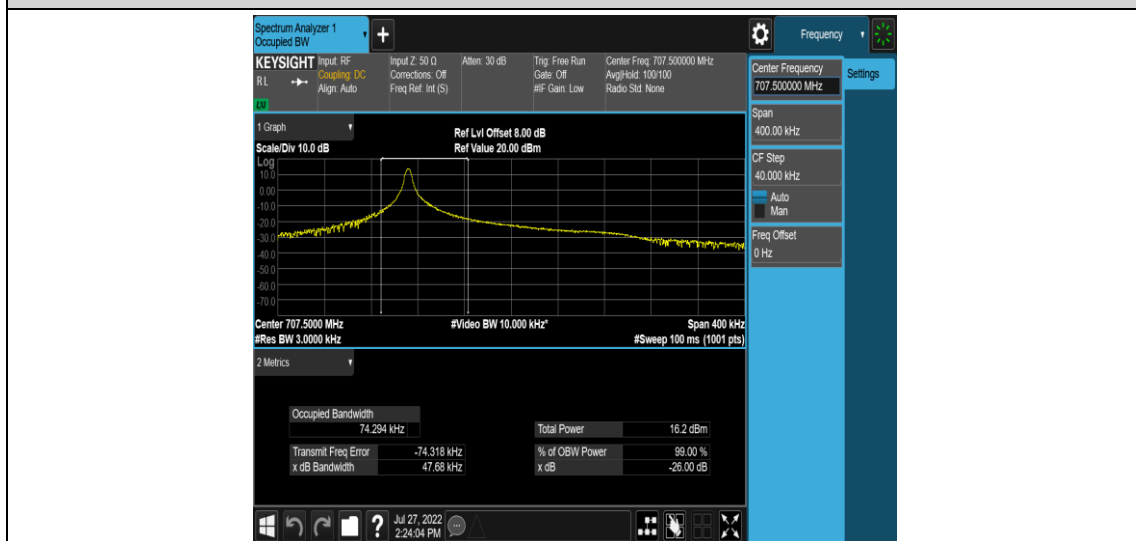 Spectrum Analyzer 1
Occupied BW
Frequency
KEYSIGHT
Input: RF
Coupling: DC
Align: Auto
Input Z: 50 Ω
Corrections: Off
Freq Ref: Int (S)
Atten: 30 dB
Trig: Free Run
Gate: Off
#IF Gain: Low
Center Freq: 707.500000 MHz
Avg|Hold: 100/100
Radio Std: None
RL
Center Frequency
707.500000 MHz
Settings
Span
400.00 kHz
CF Step
40.000 kHz
Auto
Man
Freq Offset
0 Hz
1 Graph
Ref Lvl Offset 8.00 dB
Scale/Div 10.0 dB
Ref Value 20.00 dBm
Log
10.0
0.00
-10.0
-20.0
-30.0
-40.0
-50.0
-60.0
-70.0
Center 707.5000 MHz
#Video BW 10.000 kHz*
Span 400 kHz
#Res BW 3.0000 kHz
#Sweep 100 ms (1001 pts)
2 Metrics
Occupied Bandwidth
74.294 kHz
Total Power 16.2 dBm
Transmit Freq Error -74.318 kHz
% of OBW Power 99.00 %
x dB Bandwidth 47.68 kHz
x dB -26.00 dB
?
Jul 27, 2022
2:24:04 PM